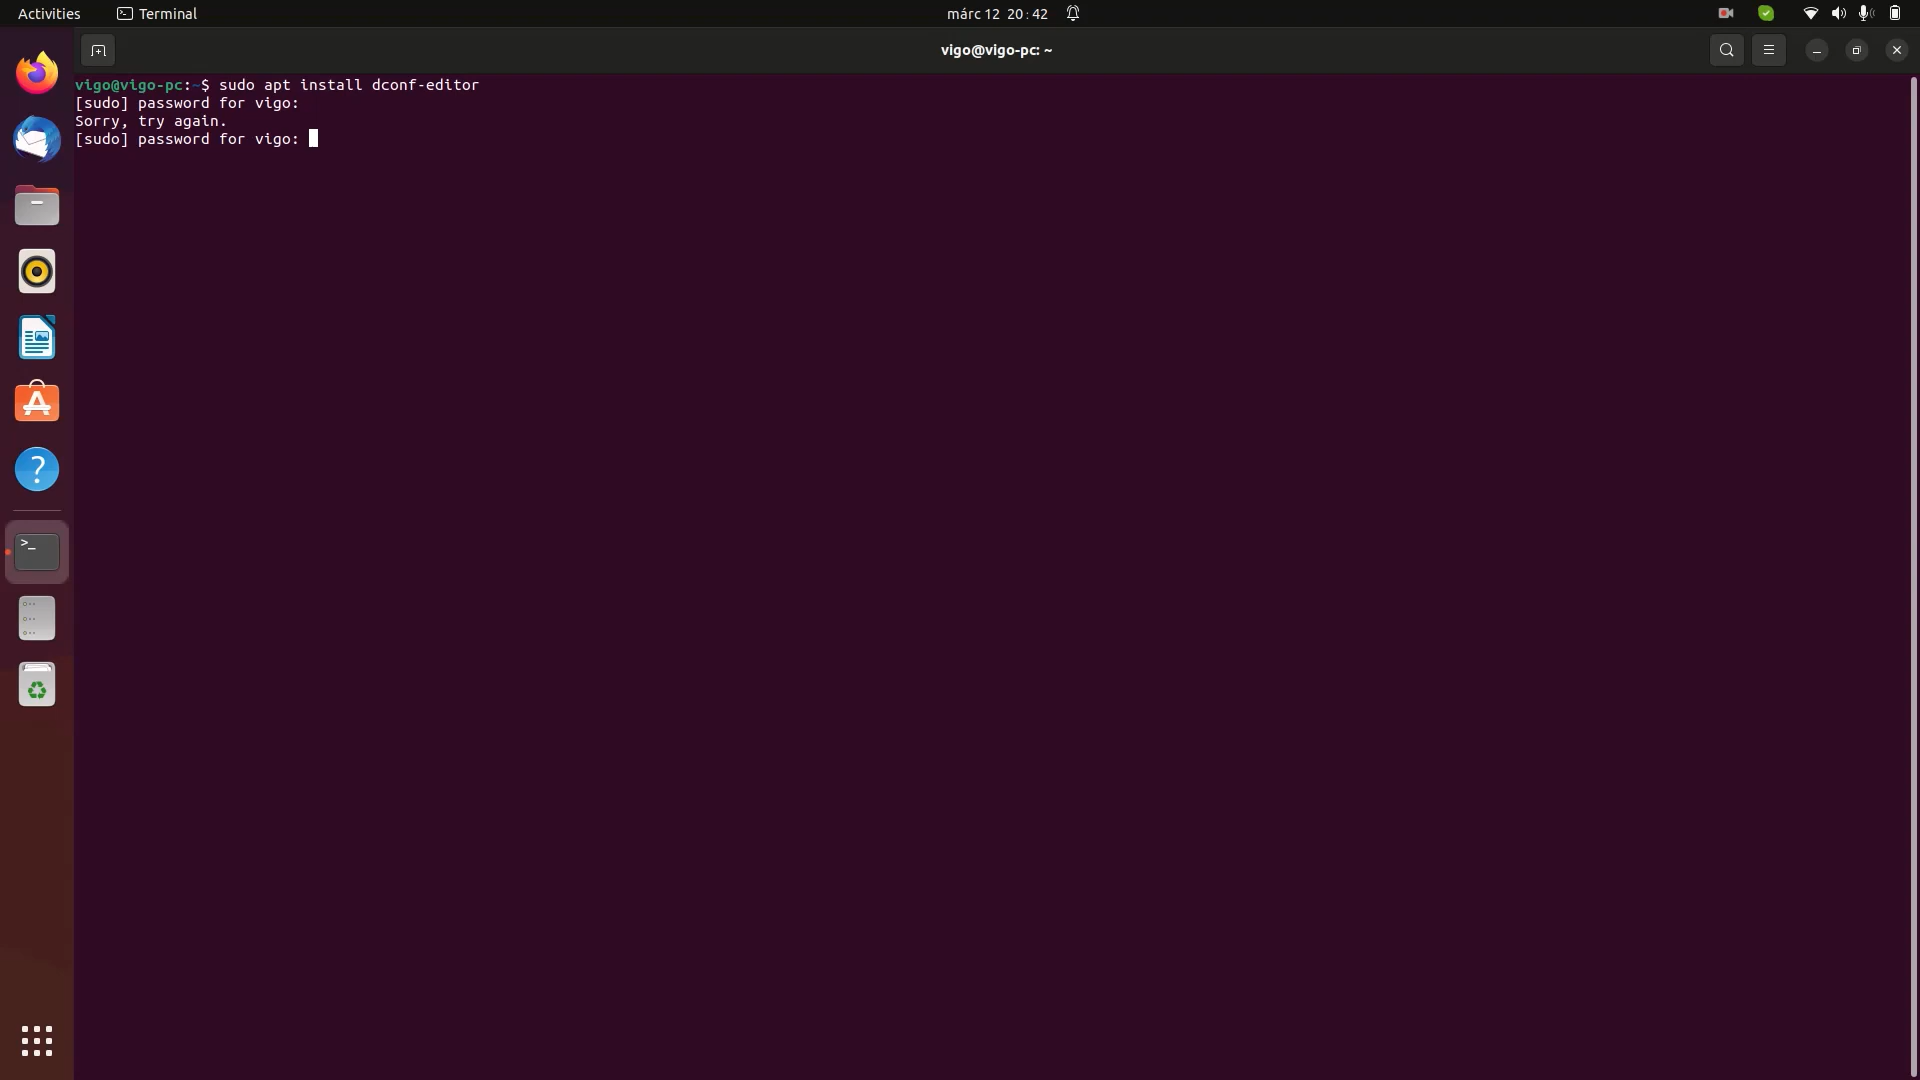 Activities Terminal márc 12 20:42
vigo@vigo-pc: ~
vigo@vigo-pc:~$ sudo apt install dconf-editor
[sudo] password for vigo:
Sorry, try again.
[sudo] password for vigo: